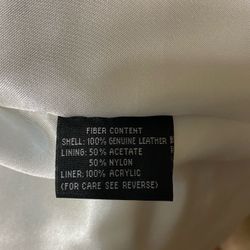 FIBER CONTENT
SHELL: 100% GENUINE LEATHER
LINING: 50% ACETATE
50% NYLON
LINER: 100% ACRYLIC
(FOR CARE SEE REVERSE)